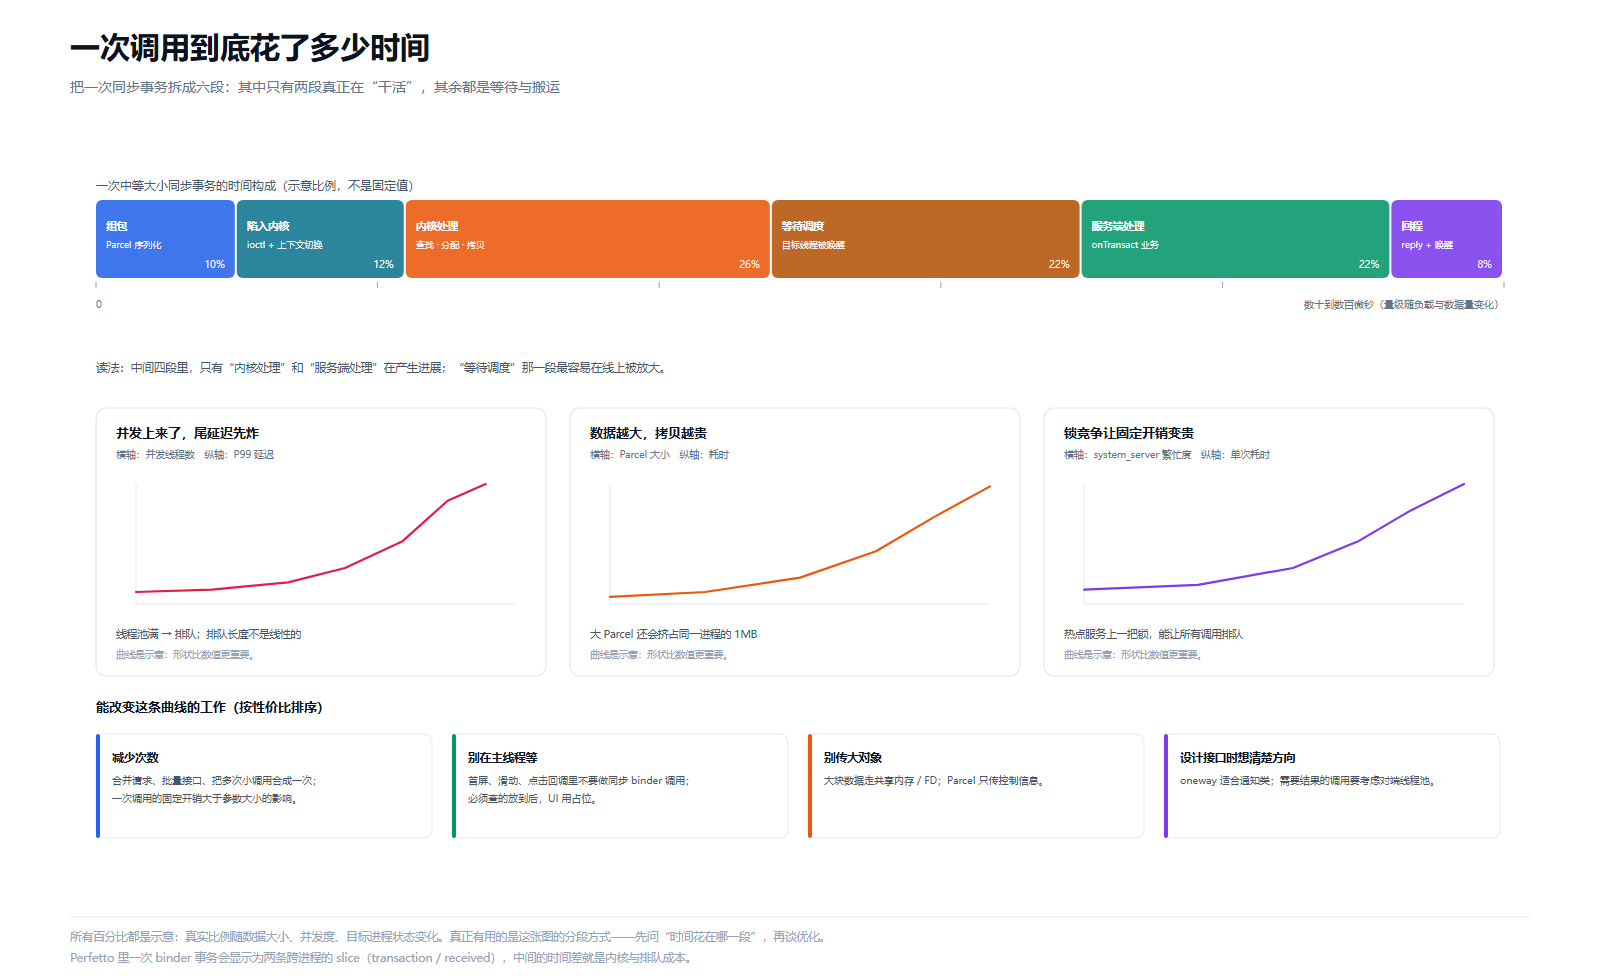 一次调用到底花了多少时间
把一次同步事务拆成六段：其中只有两段真正在“干活”，其余都是等待与搬运
一次中等大小同步事务的时间构成（示意比例，不是固定值）
组包
Parcel 序列化
10%
陷入内核
ioctl + 上下文切换
12%
内核处理
查找 · 分配 · 拷贝
26%
等待调度
目标线程被唤醒
22%
服务端处理
onTransact 业务
22%
回程
reply + 唤醒
8%
0
数十到数百微秒（量级随负载与数据量变化）
读法：中间四段里，只有“内核处理”和“服务端处理”在产生进展；“等待调度”那一段最容易在线上被放大。
并发上来了，尾延迟先炸
横轴：并发线程数 纵轴：P99 延迟
线程池满 → 排队；排队长度不是线性的
曲线是示意：形状比数值更重要。
数据越大，拷贝越贵
横轴：Parcel 大小 纵轴：耗时
大 Parcel 还会挤占同一进程的 1MB
曲线是示意：形状比数值更重要。
锁竞争让固定开销变贵
横轴：system_server 繁忙度 纵轴：单次耗时
热点服务上一把锁，能让所有调用排队
曲线是示意：形状比数值更重要。
能改变这条曲线的工作（按性价比排序）
减少次数
合并请求、批量接口、把多次小调用合成一次；
一次调用的固定开销大于参数大小的影响。
别在主线程等
首屏、滑动、点击回调里不要做同步 binder 调用；
必须查的放到后，UI 用占位。
别传大对象
大块数据走共享内存 / FD；Parcel 只传控制信息。
设计接口时想清楚方向
oneway 适合通知类；需要结果的调用要考虑对端线程池。
所有百分比都是示意：真实比例随数据大小、并发度、目标进程状态变化。真正有用的是这张图的分段方式——先问“时间花在哪一段”，再谈优化。
Perfetto 里一次 binder 事务会显示为两条跨进程的 slice（transaction / received），中间的时间差就是内核与排队成本。